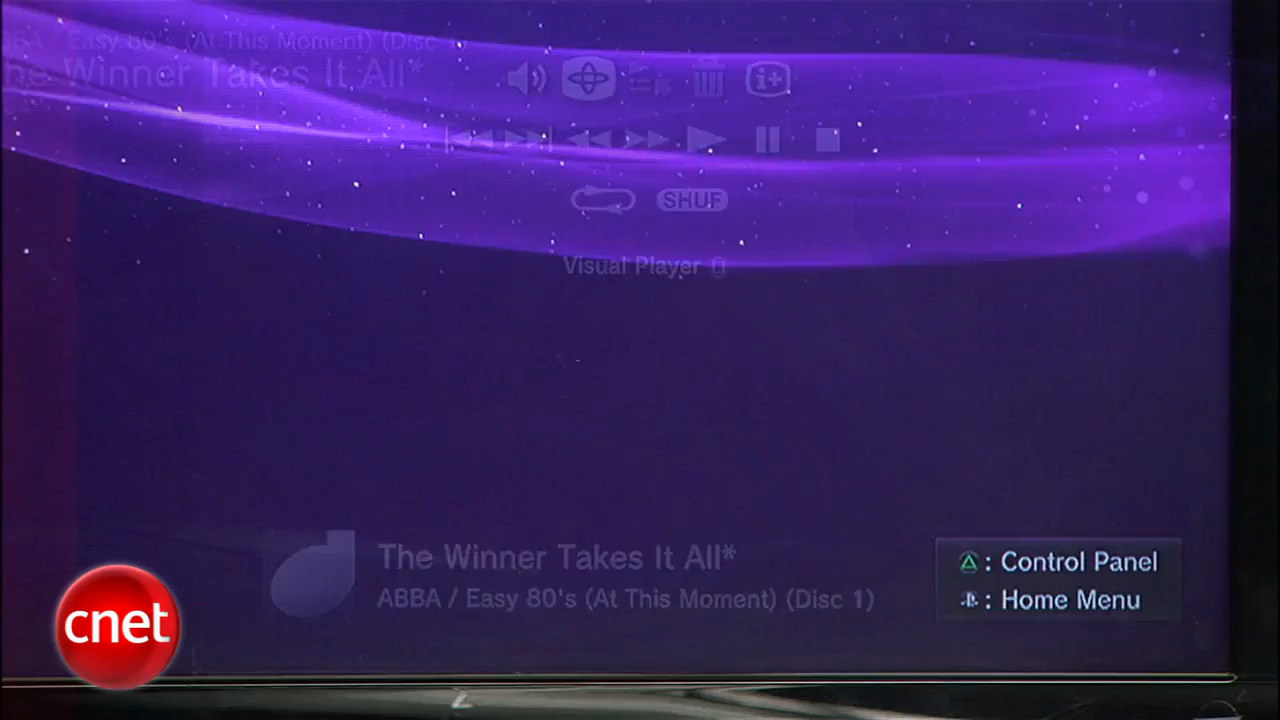 Easy 80's (At This Moment) (Disc
he Winner Takes It All*
i+
SHUF
Visual Player
The Winner Takes It All*
ABBA / Easy 80's (At This Moment) (Disc 1)
: Control Panel
: Home Menu
cnet